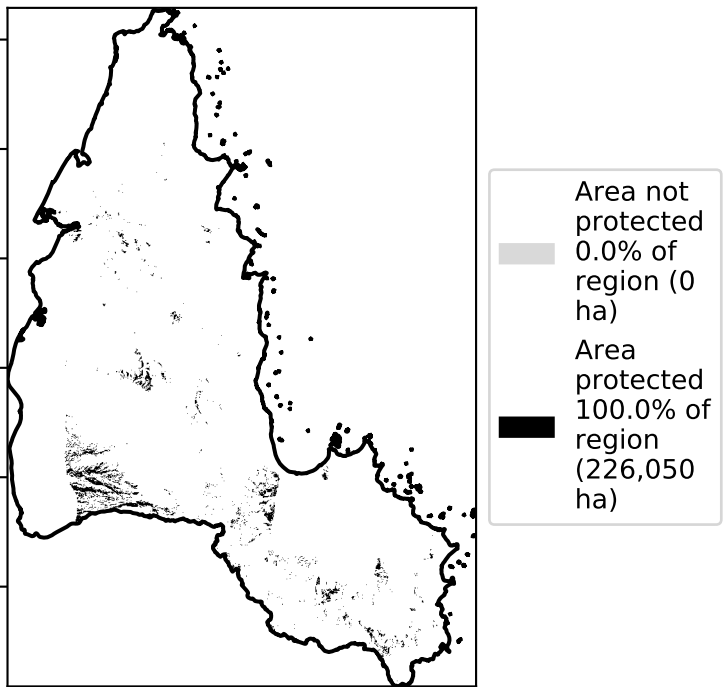 Area not
protected
0.0% of
region (0
ha)
Area
protected
100.0% of
region
(226,050
ha)